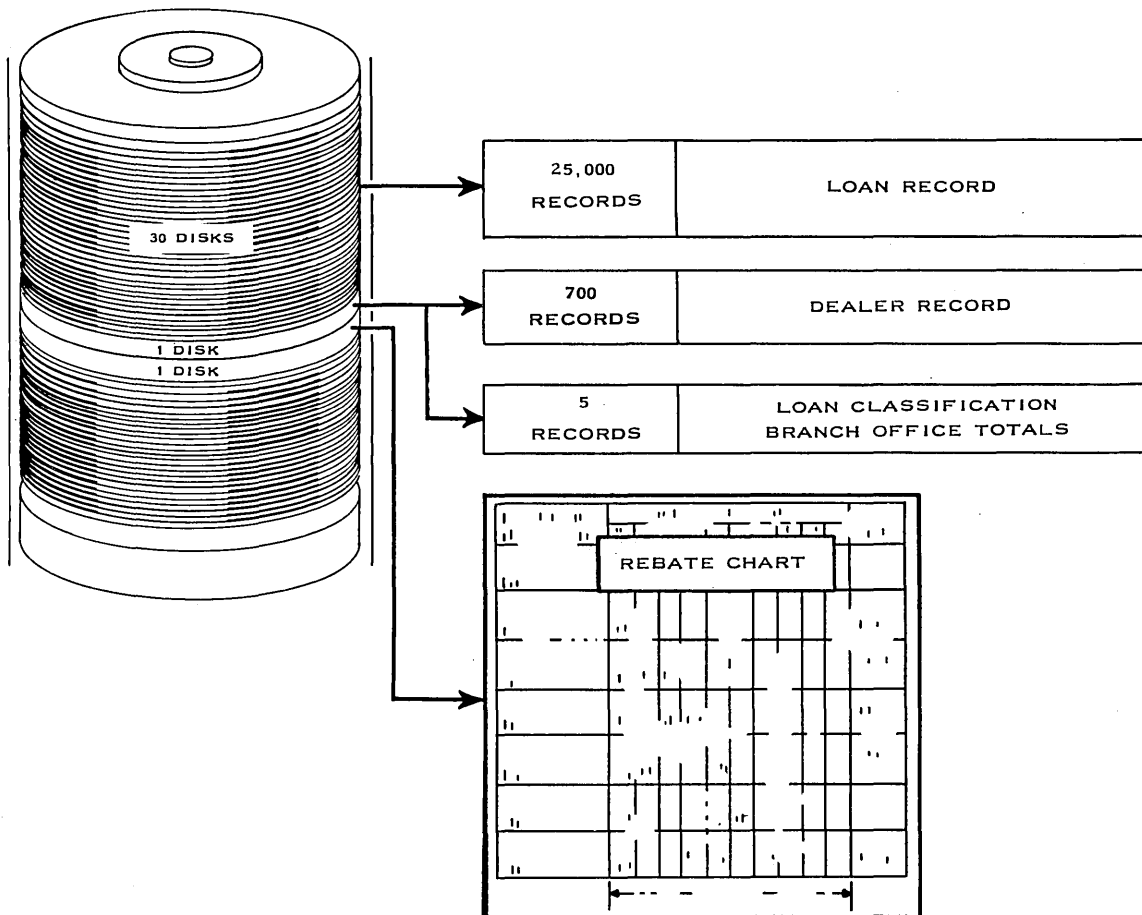 30 DISKS
1 DISK
1 DISK
25,000
RECORDS
LOAN RECORD
700
RECORDS
DEALER RECORD
5
RECORDS
LOAN CLASSIFICATION
BRANCH OFFICE TOTALS
REBATE CHART